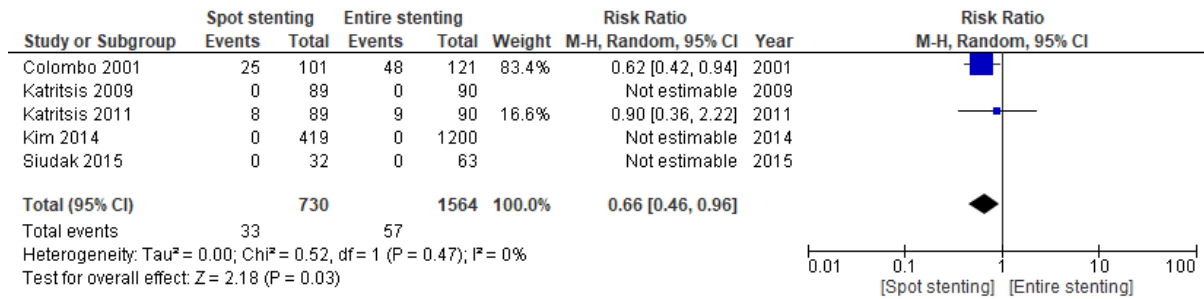 Spot stenting Entire stenting Risk Ratio Risk Ratio
Study or Subgroup Events Total Events Total Weight M-H, Random, 95% CI Year M-H, Random, 95% CI
Colombo 2001 25 101 48 121 83.4% 0.62 [0.42, 0.94] 2001
Katritsis 2009 0 89 0 90 Not estimable 2009
Katritsis 2011 8 89 9 90 16.6% 0.90 [0.36, 2.22] 2011
Kim 2014 0 419 0 1200 Not estimable 2014
Siudak 2015 0 32 0 63 Not estimable 2015
Total (95% CI) 730 1564 100.0% 0.66 [0.46, 0.96]
Total events 33 57
Heterogeneity: Tau² = 0.00; Chi² = 0.52, df = 1 (P = 0.47); I² = 0%
Test for overall effect: Z = 2.18 (P = 0.03)
0.01 0.1 1 10 100
[Spot stenting] [Entire stenting]